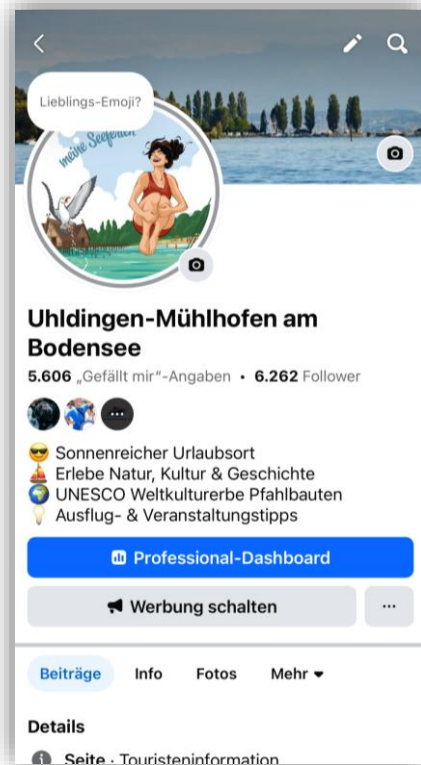 Lieblings-Emoji?
meine Seeferien
Uhldingen-Mühlhofen am
Bodensee
5.606 „Gefällt mir“-Angaben • 6.262 Follower
😎 Sonnenreicher Urlaubsort
⛵ Erlebe Natur, Kultur & Geschichte
🌍 UNESCO Weltkulturerbe Pfahlbauten
💡 Ausflug- & Veranstaltungstipps
Professional-Dashboard
Werbung schalten
Beiträge Info Fotos Mehr
Details
Seite · Touristeninformation